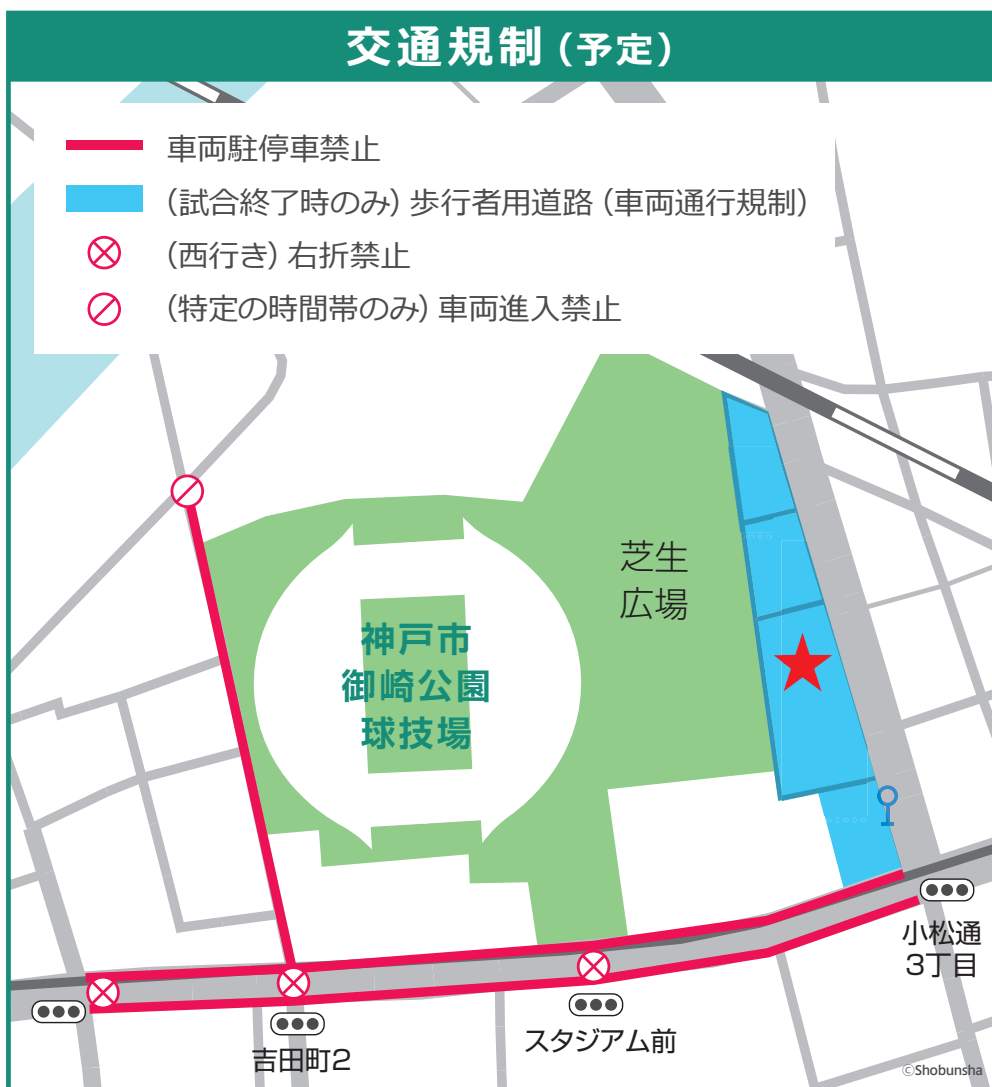 交通規制(予定)
車両駐停車禁止
(試合終了時のみ)歩行者用道路(車両通行規制)
(西行き)右折禁止
(特定の時間帯のみ)車両進入禁止
芝生
広場
神戸市
御崎公園
球技場
小松通
3丁目
スタジアム前
吉田町2
©Shobunsha